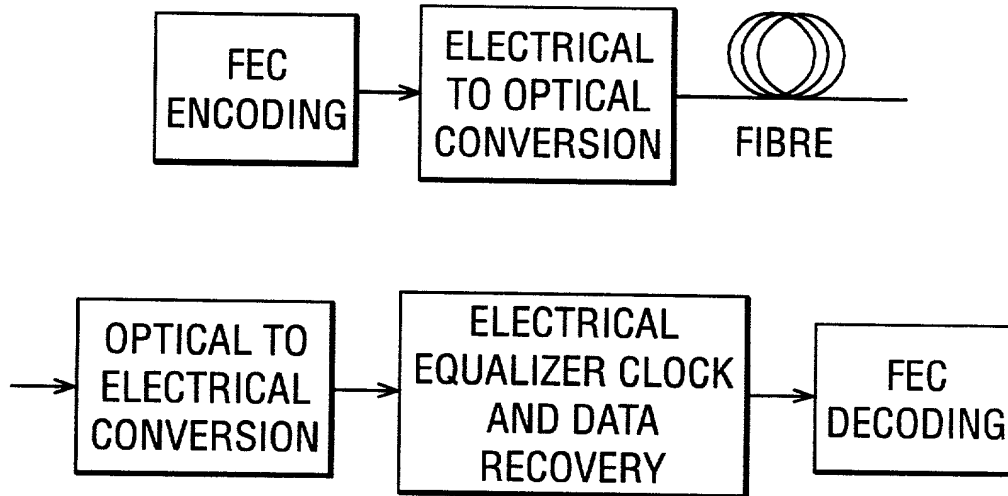 FEC
ENCODING
ELECTRICAL
TO OPTICAL
CONVERSION
FIBRE
OPTICAL TO
ELECTRICAL
CONVERSION
ELECTRICAL
EQUALIZER CLOCK
AND DATA
RECOVERY
FEC
DECODING